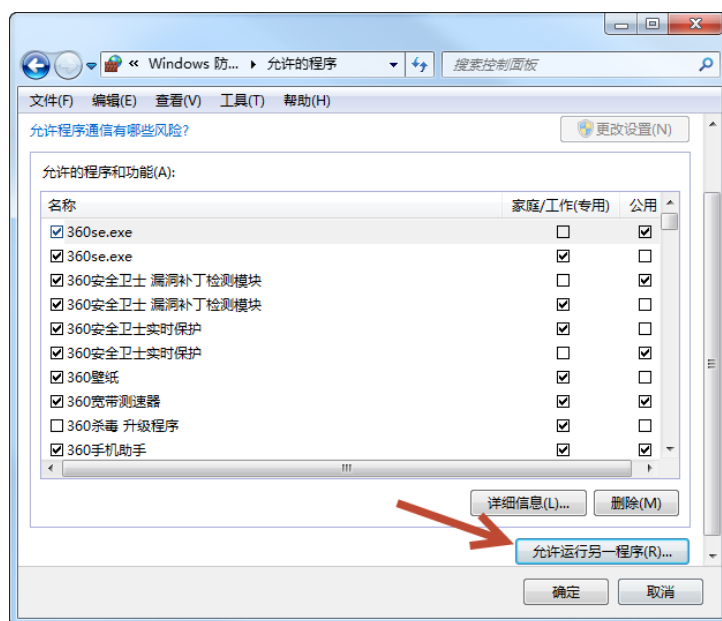 « Windows 防... ▸ 允许的程序
搜索控制面板
文件(F) 编辑(E) 查看(V) 工具(T) 帮助(H)
允许程序通信有哪些风险?
更改设置(N)
允许的程序和功能(A):
名称 家庭/工作(专用) 公用
360se.exe
360se.exe
360安全卫士 漏洞补丁检测模块
360安全卫士 漏洞补丁检测模块
360安全卫士实时保护
360安全卫士实时保护
360壁纸
360宽带测速器
360杀毒 升级程序
360手机助手
详细信息(L)... 删除(M)
允许运行另一程序(R)...
确定 取消